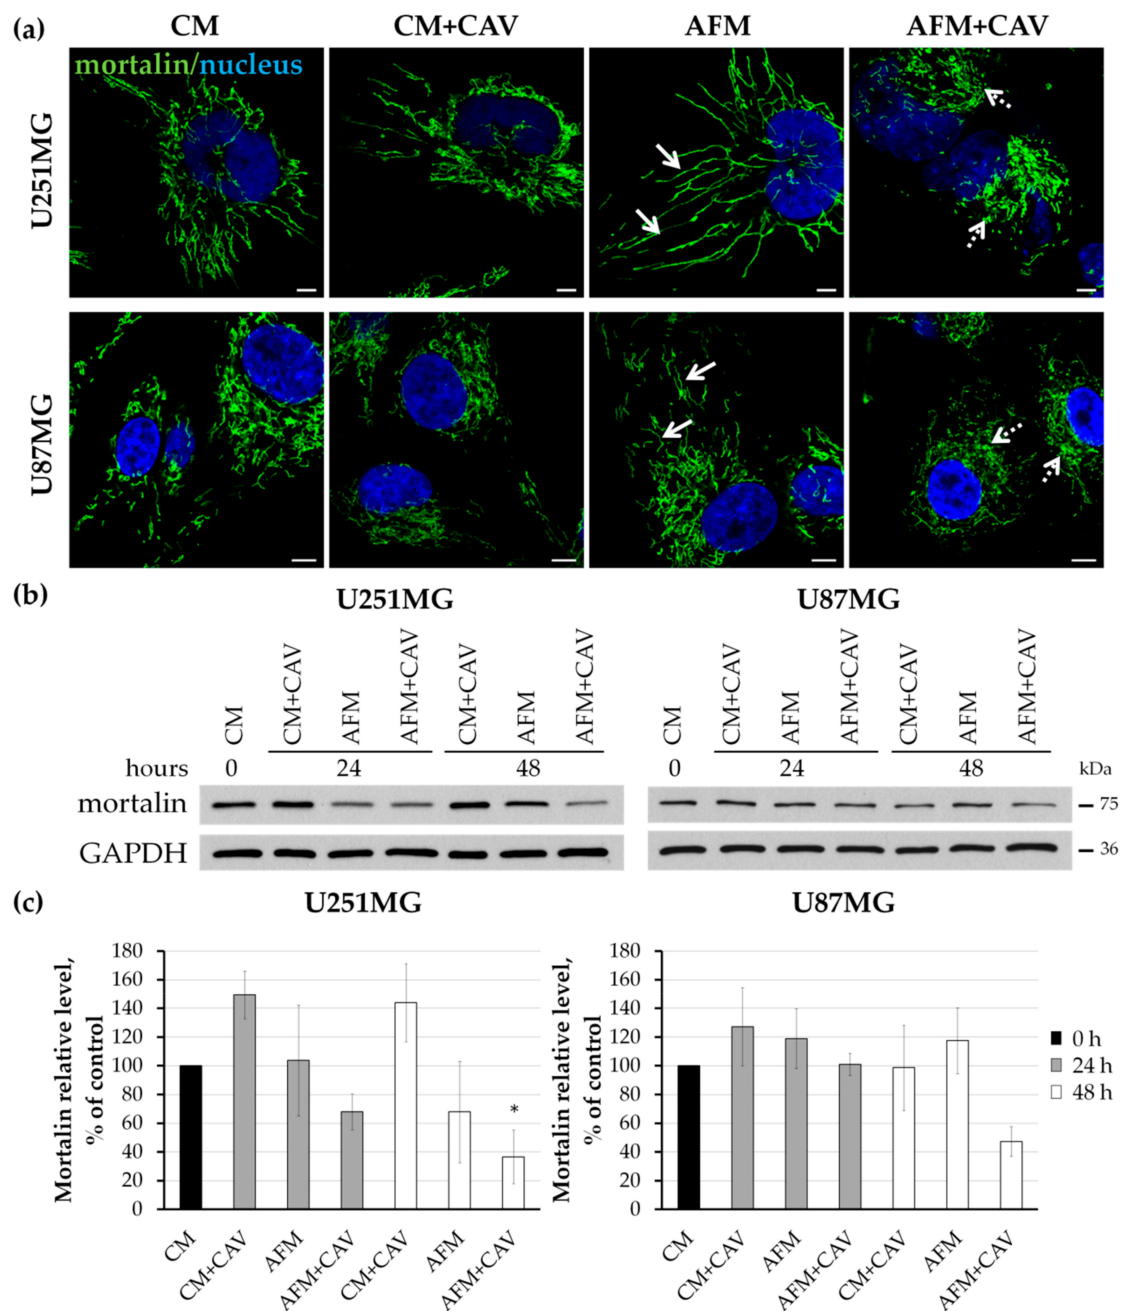 (a)
CM CM+CAV AFM AFM+CAV
mortalin/nucleus
U251MG
U87MG
(b)
U251MG U87MG
CM CM+CAV AFM AFM+CAV CM+CAV AFM AFM+CAV CM CM+CAV AFM AFM+CAV CM+CAV AFM AFM+CAV
hours 0 24 48 0 24 48 kDa
mortalin 75
GAPDH 36
(c)
U251MG U87MG
Mortalin relative level,
% of control
180
160
140
120
100
80
60
40
20
0
*
CM CM+CAV AFM AFM+CAV CM+CAV AFM AFM+CAV
Mortalin relative level,
% of control
180
160
140
120
100
80
60
40
20
0
CM CM+CAV AFM AFM+CAV CM+CAV AFM AFM+CAV
0 h
24 h
48 h